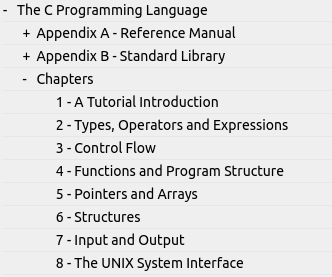 - The C Programming Language
+ Appendix A - Reference Manual
+ Appendix B - Standard Library
- Chapters
1 - A Tutorial Introduction
2 - Types, Operators and Expressions
3 - Control Flow
4 - Functions and Program Structure
5 - Pointers and Arrays
6 - Structures
7 - Input and Output
8 - The UNIX System Interface